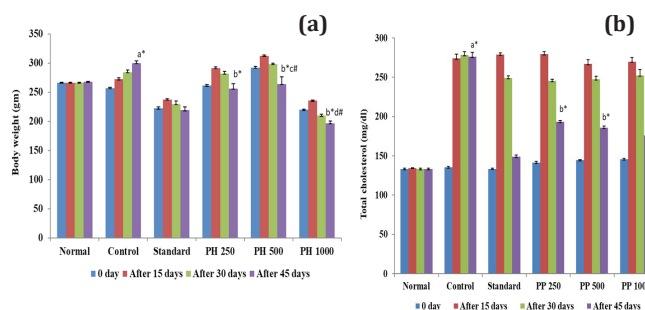 (a)
350
300
250
200
150
100
50
0
Body weight (gm)
a*
b*
b*c#
b*d#
Normal Control Standard PH 250 PH 500 PH 1000
0 day After 15 days After 30 days After 45 days
(b)
300
250
200
150
100
50
0
Total cholesterol (mg/dl)
a*
b*
b*
Normal Control Standard PP 250 PP 500 PP 100
0 day After 15 days After 30 days After 45 days